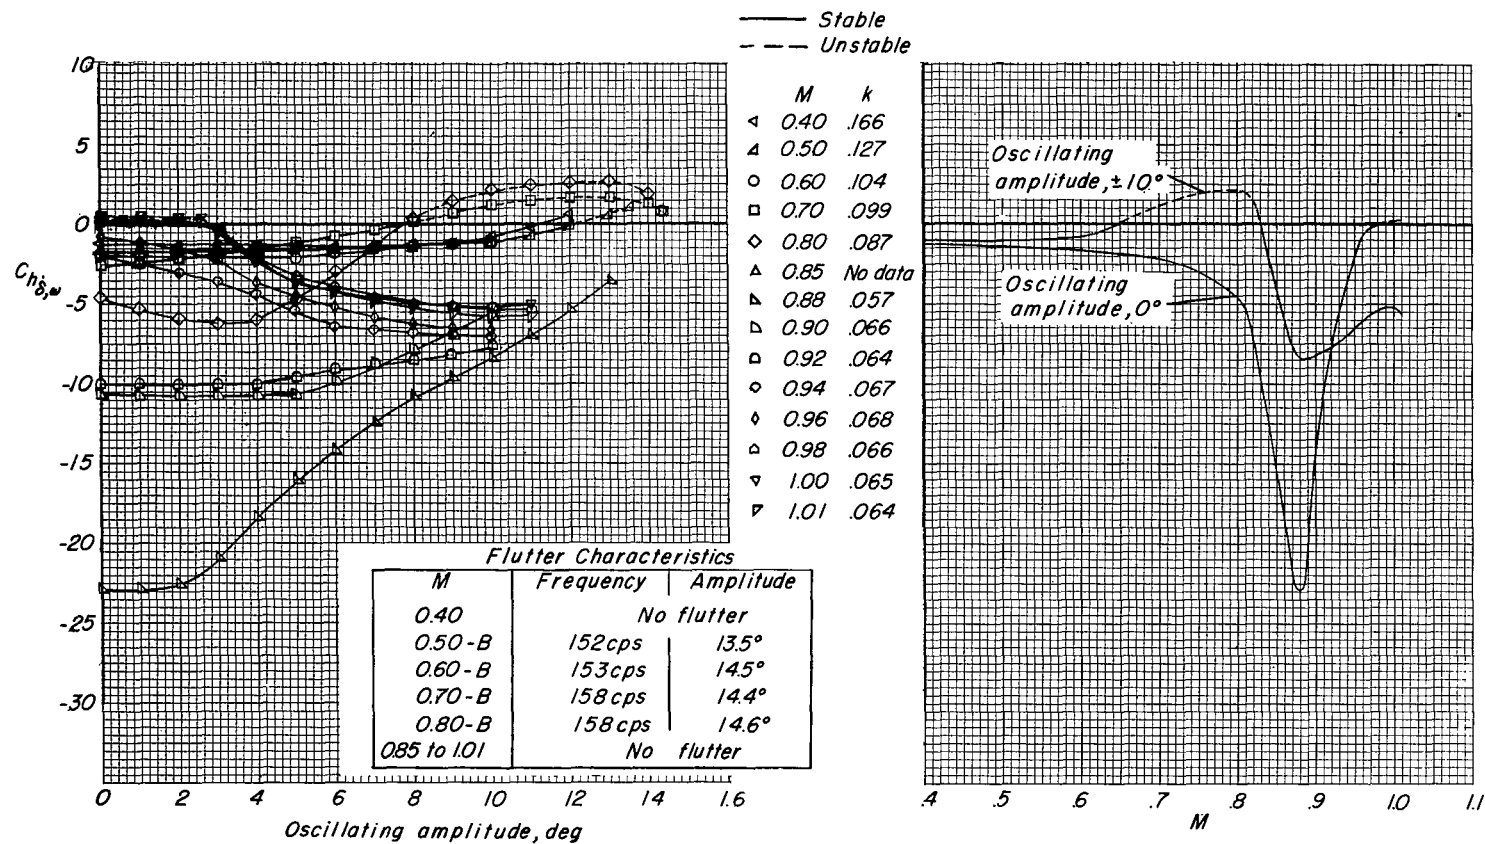 Stable
Unstable
10
5
0
-5
-10
-15
-20
-25
-30
M k
0.40 .166
0.50 .127
0.60 .104
0.70 .099
0.80 .087
0.85 No data
0.88 .057
0.90 .066
0.92 .064
0.94 .067
0.96 .068
0.98 .066
1.00 .065
1.01 .064
Flutter Characteristics
M Frequency Amplitude
0.40 No flutter
0.50-B 152cps 13.5°
0.60-B 153cps 14.5°
0.70-B 158cps 14.4°
0.80-B 158cps 14.6°
0.85 to 1.01 No flutter
0 2 4 6 8 10 12 14 1.6
Oscillating amplitude, deg
Oscillating
amplitude, ±10°
Oscillating
amplitude, 0°
.4 .5 .6 .7 .8 .9 1.0 1.1
M